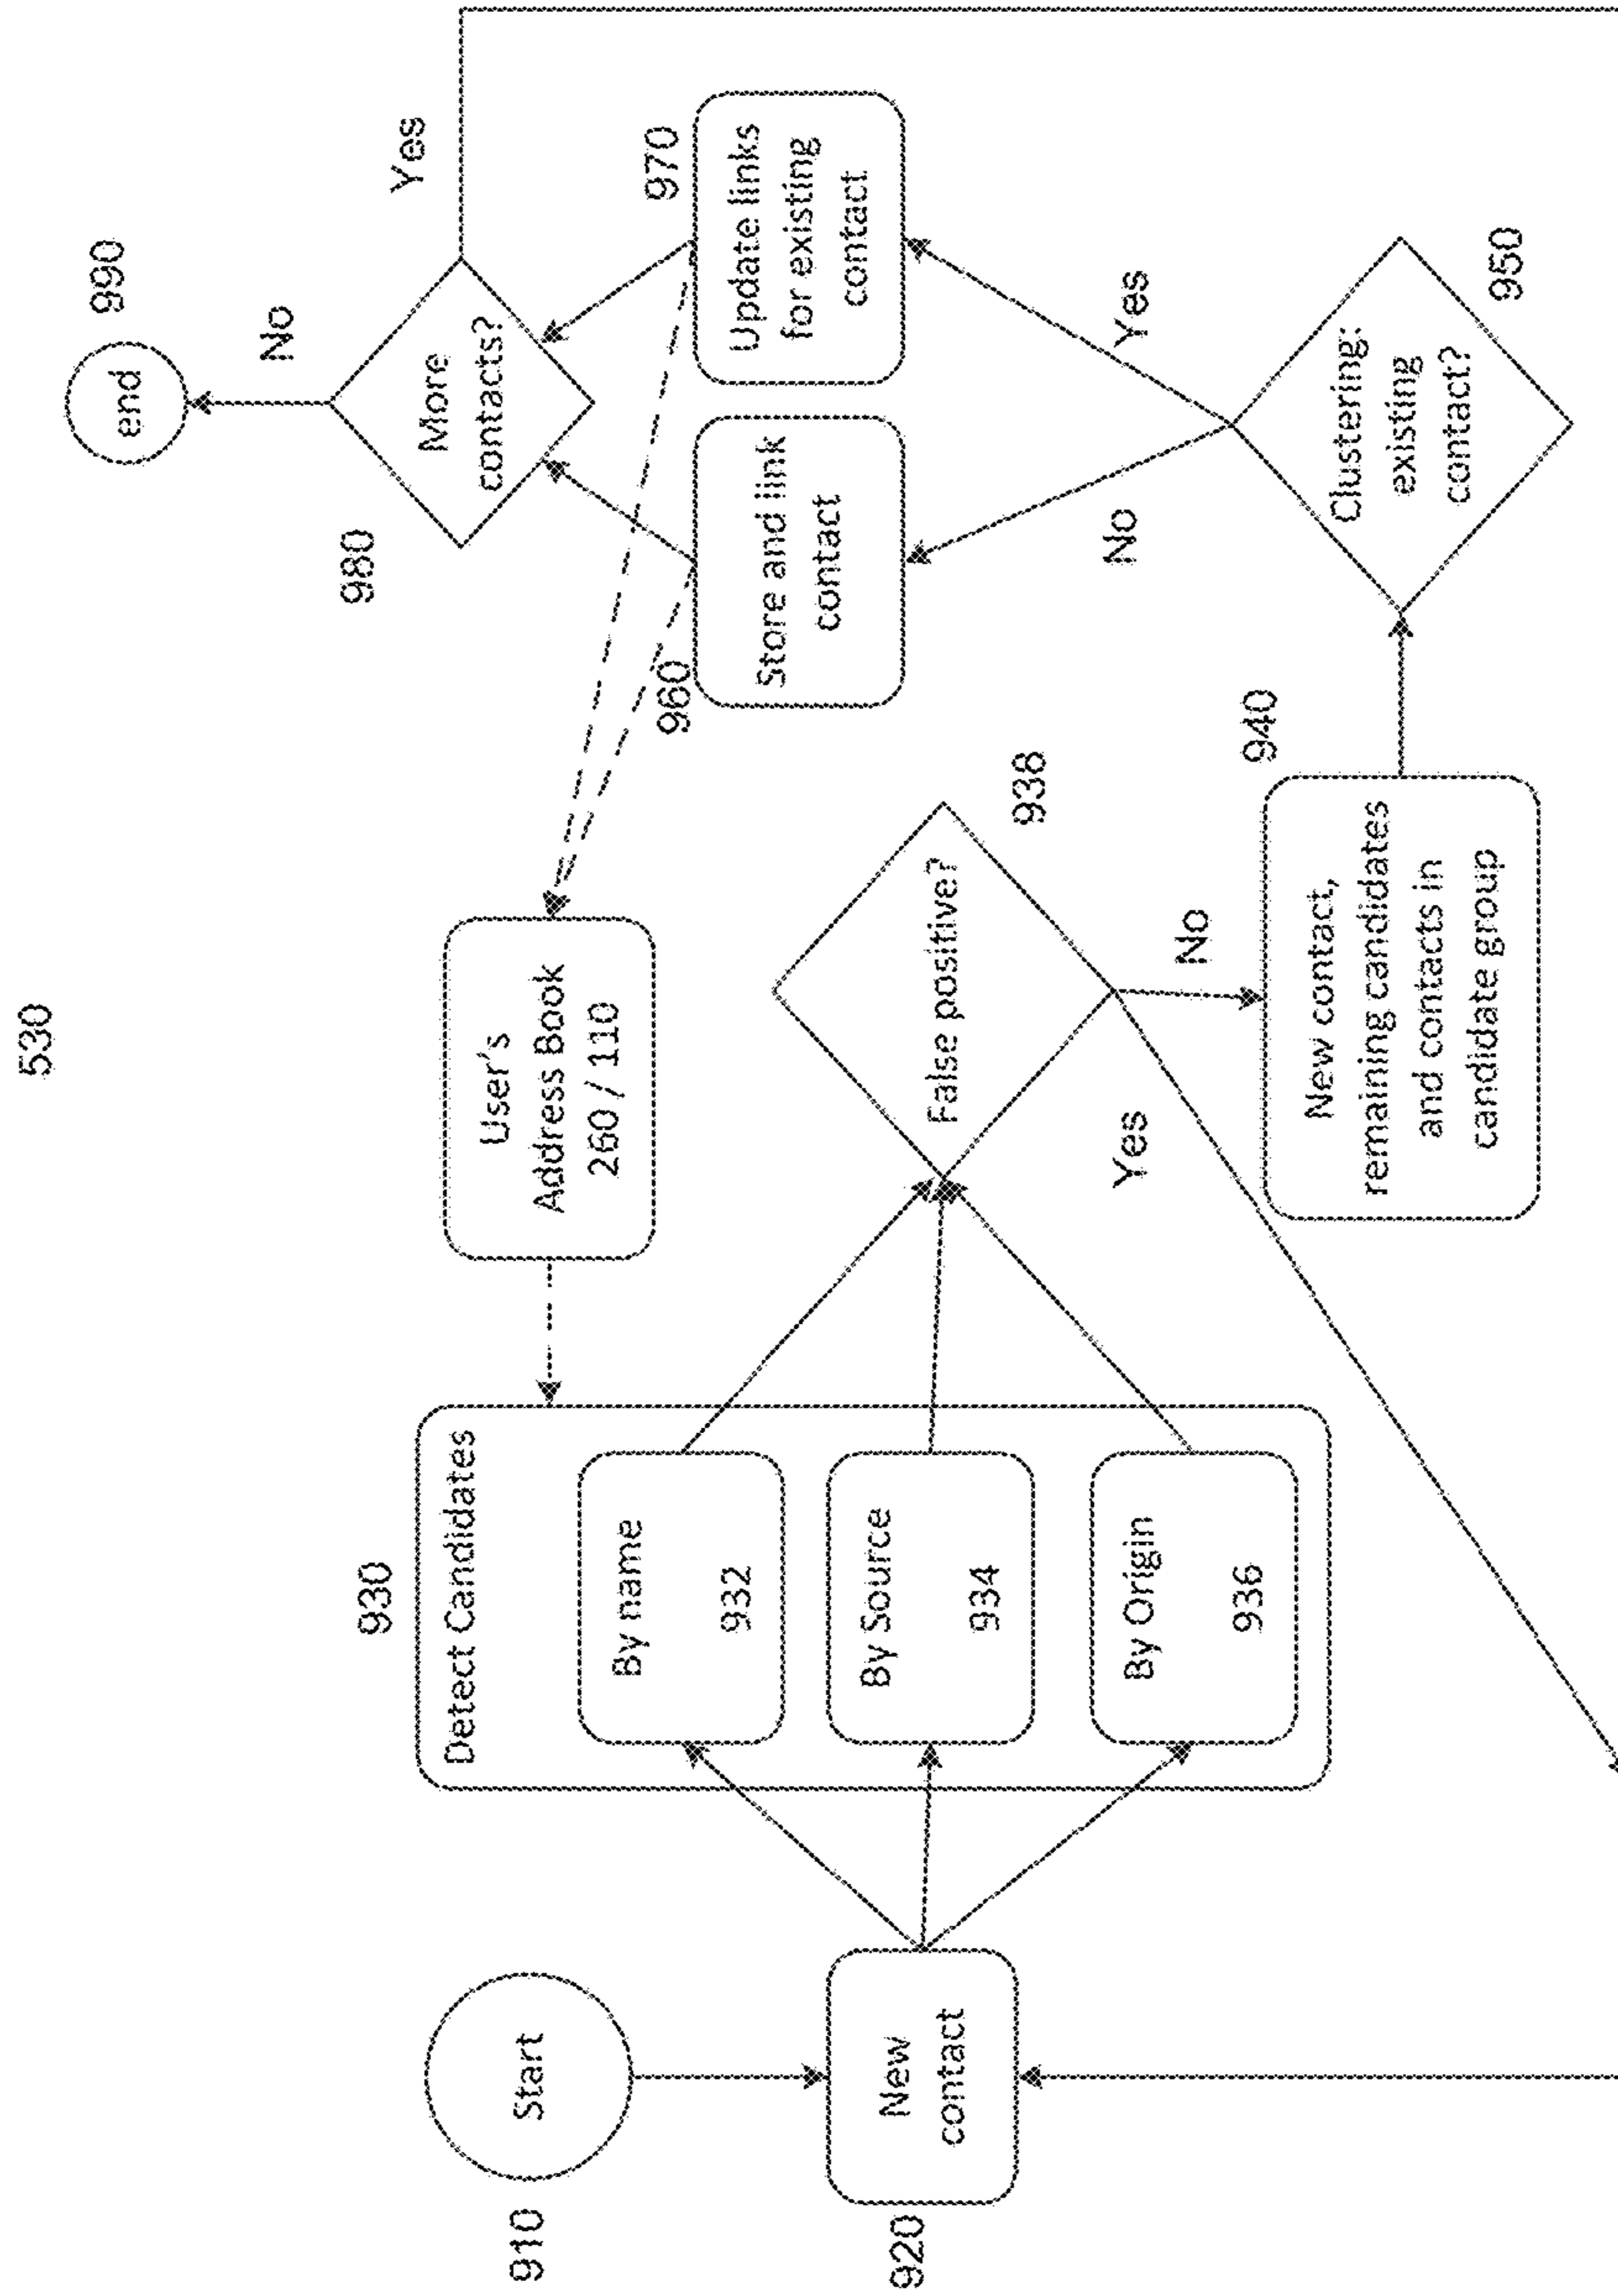 530
910
Start
920
New
contact
930
Detect Candidates
By name
932
By Source
934
By Origin
936
User's
Address Book
260 / 110
False positive?
938
Yes
No
940
New contact,
remaining candidates
and contacts in
candidate group
Clustering:
existing
contact?
950
No
Yes
960
Store and link
contact
970
Update links
for existing
contact
980
More
contacts?
Yes
No
990
end